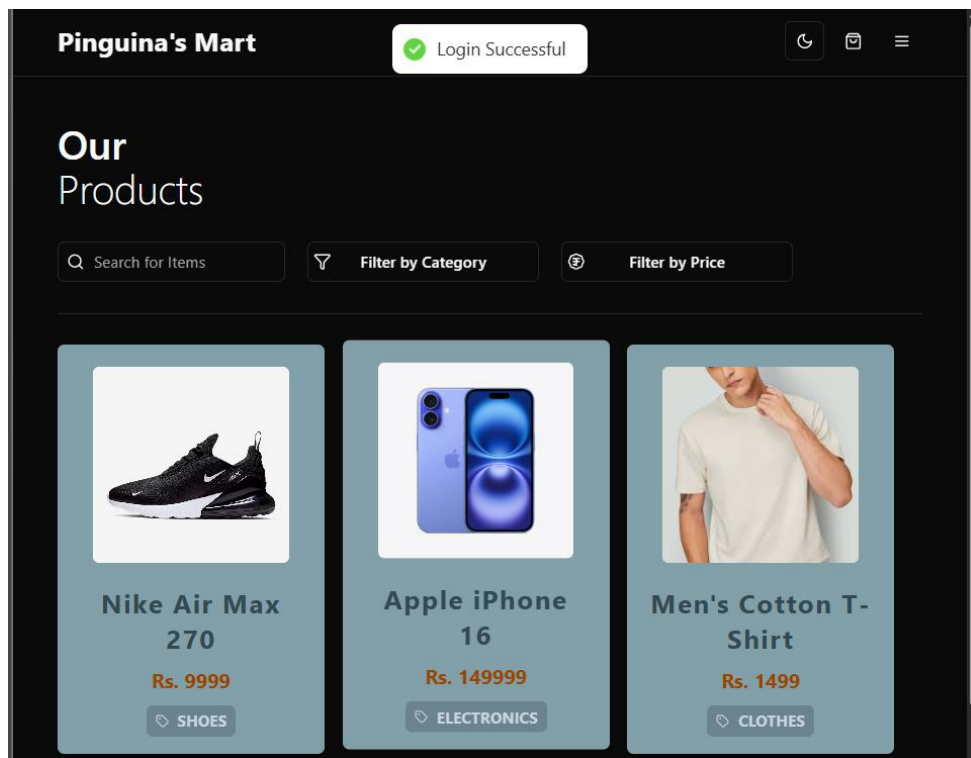 Pinguina's Mart
Login Successful
Our
Products
Search for Items
Filter by Category
Filter by Price
Nike Air Max
270
Rs. 9999
SHOES
Apple iPhone
16
Rs. 149999
ELECTRONICS
Men's Cotton T-
Shirt
Rs. 1499
CLOTHES